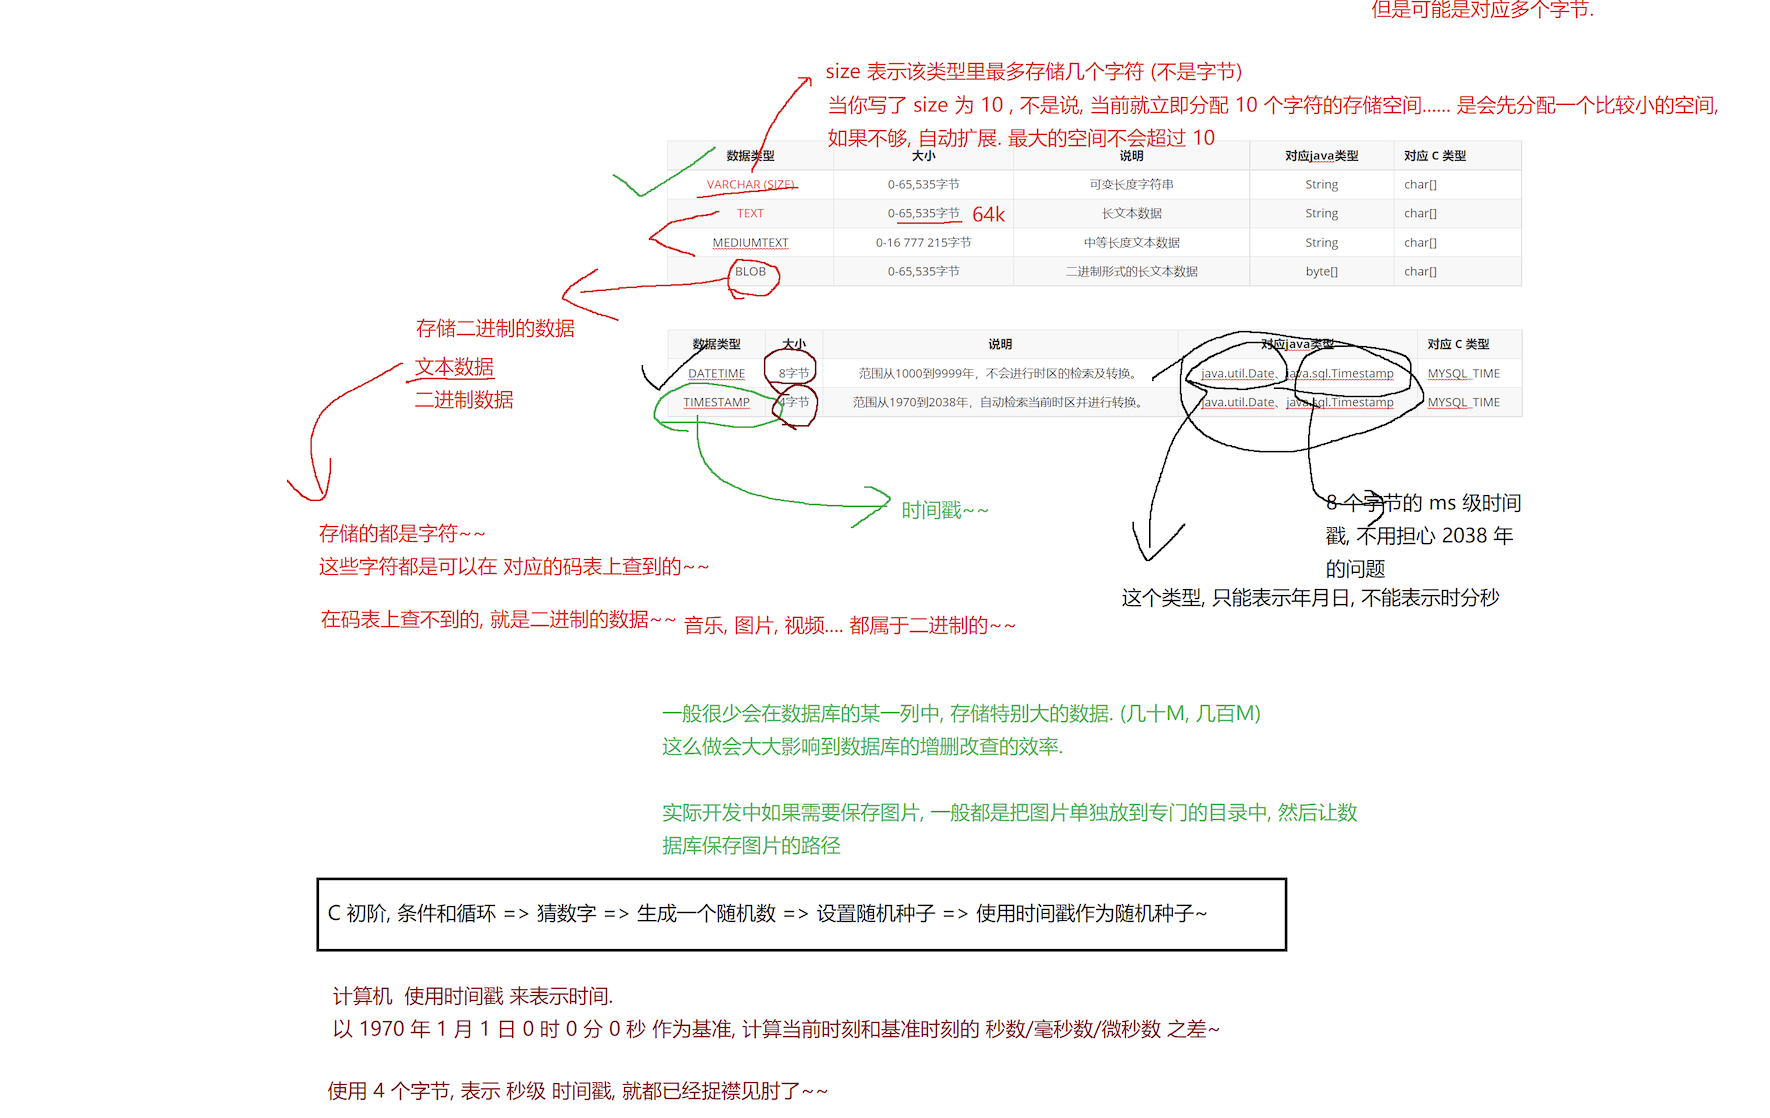 但是可能是对应多个字节.
size 表示该类型里最多存储几个字符 (不是字节)
当你写了 size 为 10 , 不是说, 当前就立即分配 10 个字符的存储空间...... 是会先分配一个比较小的空间,
如果不够, 自动扩展. 最大的空间不会超过 10
数据类型 大小 说明 对应java类型 对应 C 类型
VARCHAR (SIZE) 0-65,535字节 可变长度字符串 String char[]
TEXT 0-65,535字节 64k 长文本数据 String char[]
MEDIUMTEXT 0-16 777 215字节 中等长度文本数据 String char[]
BLOB 0-65,535字节 二进制形式的长文本数据 byte[] char[]
存储二进制的数据
文本数据
二进制数据
数据类型 大小 说明 对应java类型 对应 C 类型
DATETIME 8字节 范围从1000到9999年，不会进行时区的检索及转换。 java.util.Date、java.sql.Timestamp MYSQL_TIME
TIMESTAMP 4字节 范围从1970到2038年，自动检索当前时区并进行转换。 java.util.Date、java.sql.Timestamp MYSQL_TIME
时间戳~~
8 个字节的 ms 级时间
戳, 不用担心 2038 年
的问题
这个类型, 只能表示年月日, 不能表示时分秒
存储的都是字符~~
这些字符都是可以在 对应的码表上查到的~~
在码表上查不到的, 就是二进制的数据~~ 音乐, 图片, 视频.... 都属于二进制的~~
一般很少会在数据库的某一列中, 存储特别大的数据. (几十M, 几百M)
这么做会大大影响到数据库的增删改查的效率.
实际开发中如果需要保存图片, 一般都是把图片单独放到专门的目录中, 然后让数
据库保存图片的路径
C 初阶, 条件和循环 => 猜数字 => 生成一个随机数 => 设置随机种子 => 使用时间戳作为随机种子~
计算机 使用时间戳 来表示时间.
以 1970 年 1 月 1 日 0 时 0 分 0 秒 作为基准, 计算当前时刻和基准时刻的 秒数/毫秒数/微秒数 之差~
使用 4 个字节, 表示 秒级 时间戳, 就都已经捉襟见肘了~~